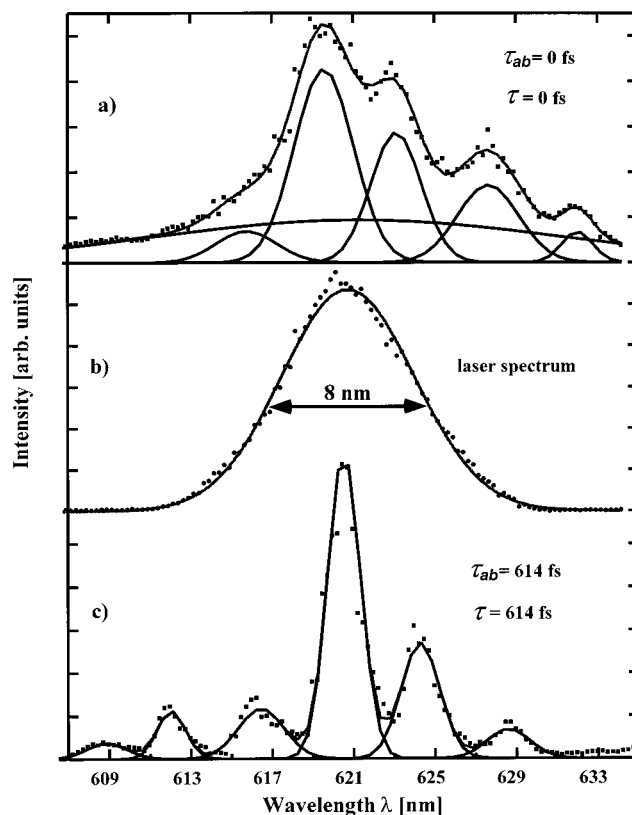 a)
τab = 0 fs
τ = 0 fs
Intensity [arb. units]
b)
laser spectrum
8 nm
c)
τab = 614 fs
τ = 614 fs
609 613 617 621 625 629 633
Wavelength λ [nm]